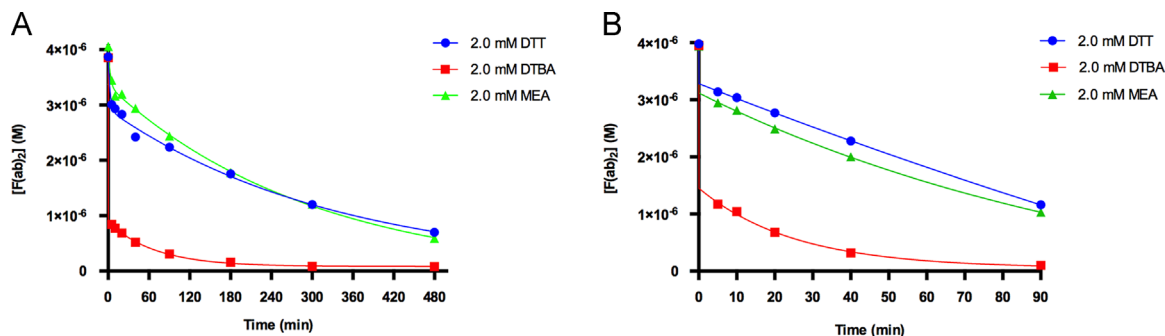 A
[F(ab)₂] (M)
4×10⁻⁶
3×10⁻⁶
2×10⁻⁶
1×10⁻⁶
0
0 60 120 180 240 300 360 420 480
Time (min)
2.0 mM DTT
2.0 mM DTBA
2.0 mM MEA
B
[F(ab)₂] (M)
4×10⁻⁶
3×10⁻⁶
2×10⁻⁶
1×10⁻⁶
0
0 10 20 30 40 50 60 70 80 90
Time (min)
2.0 mM DTT
2.0 mM DTBA
2.0 mM MEA